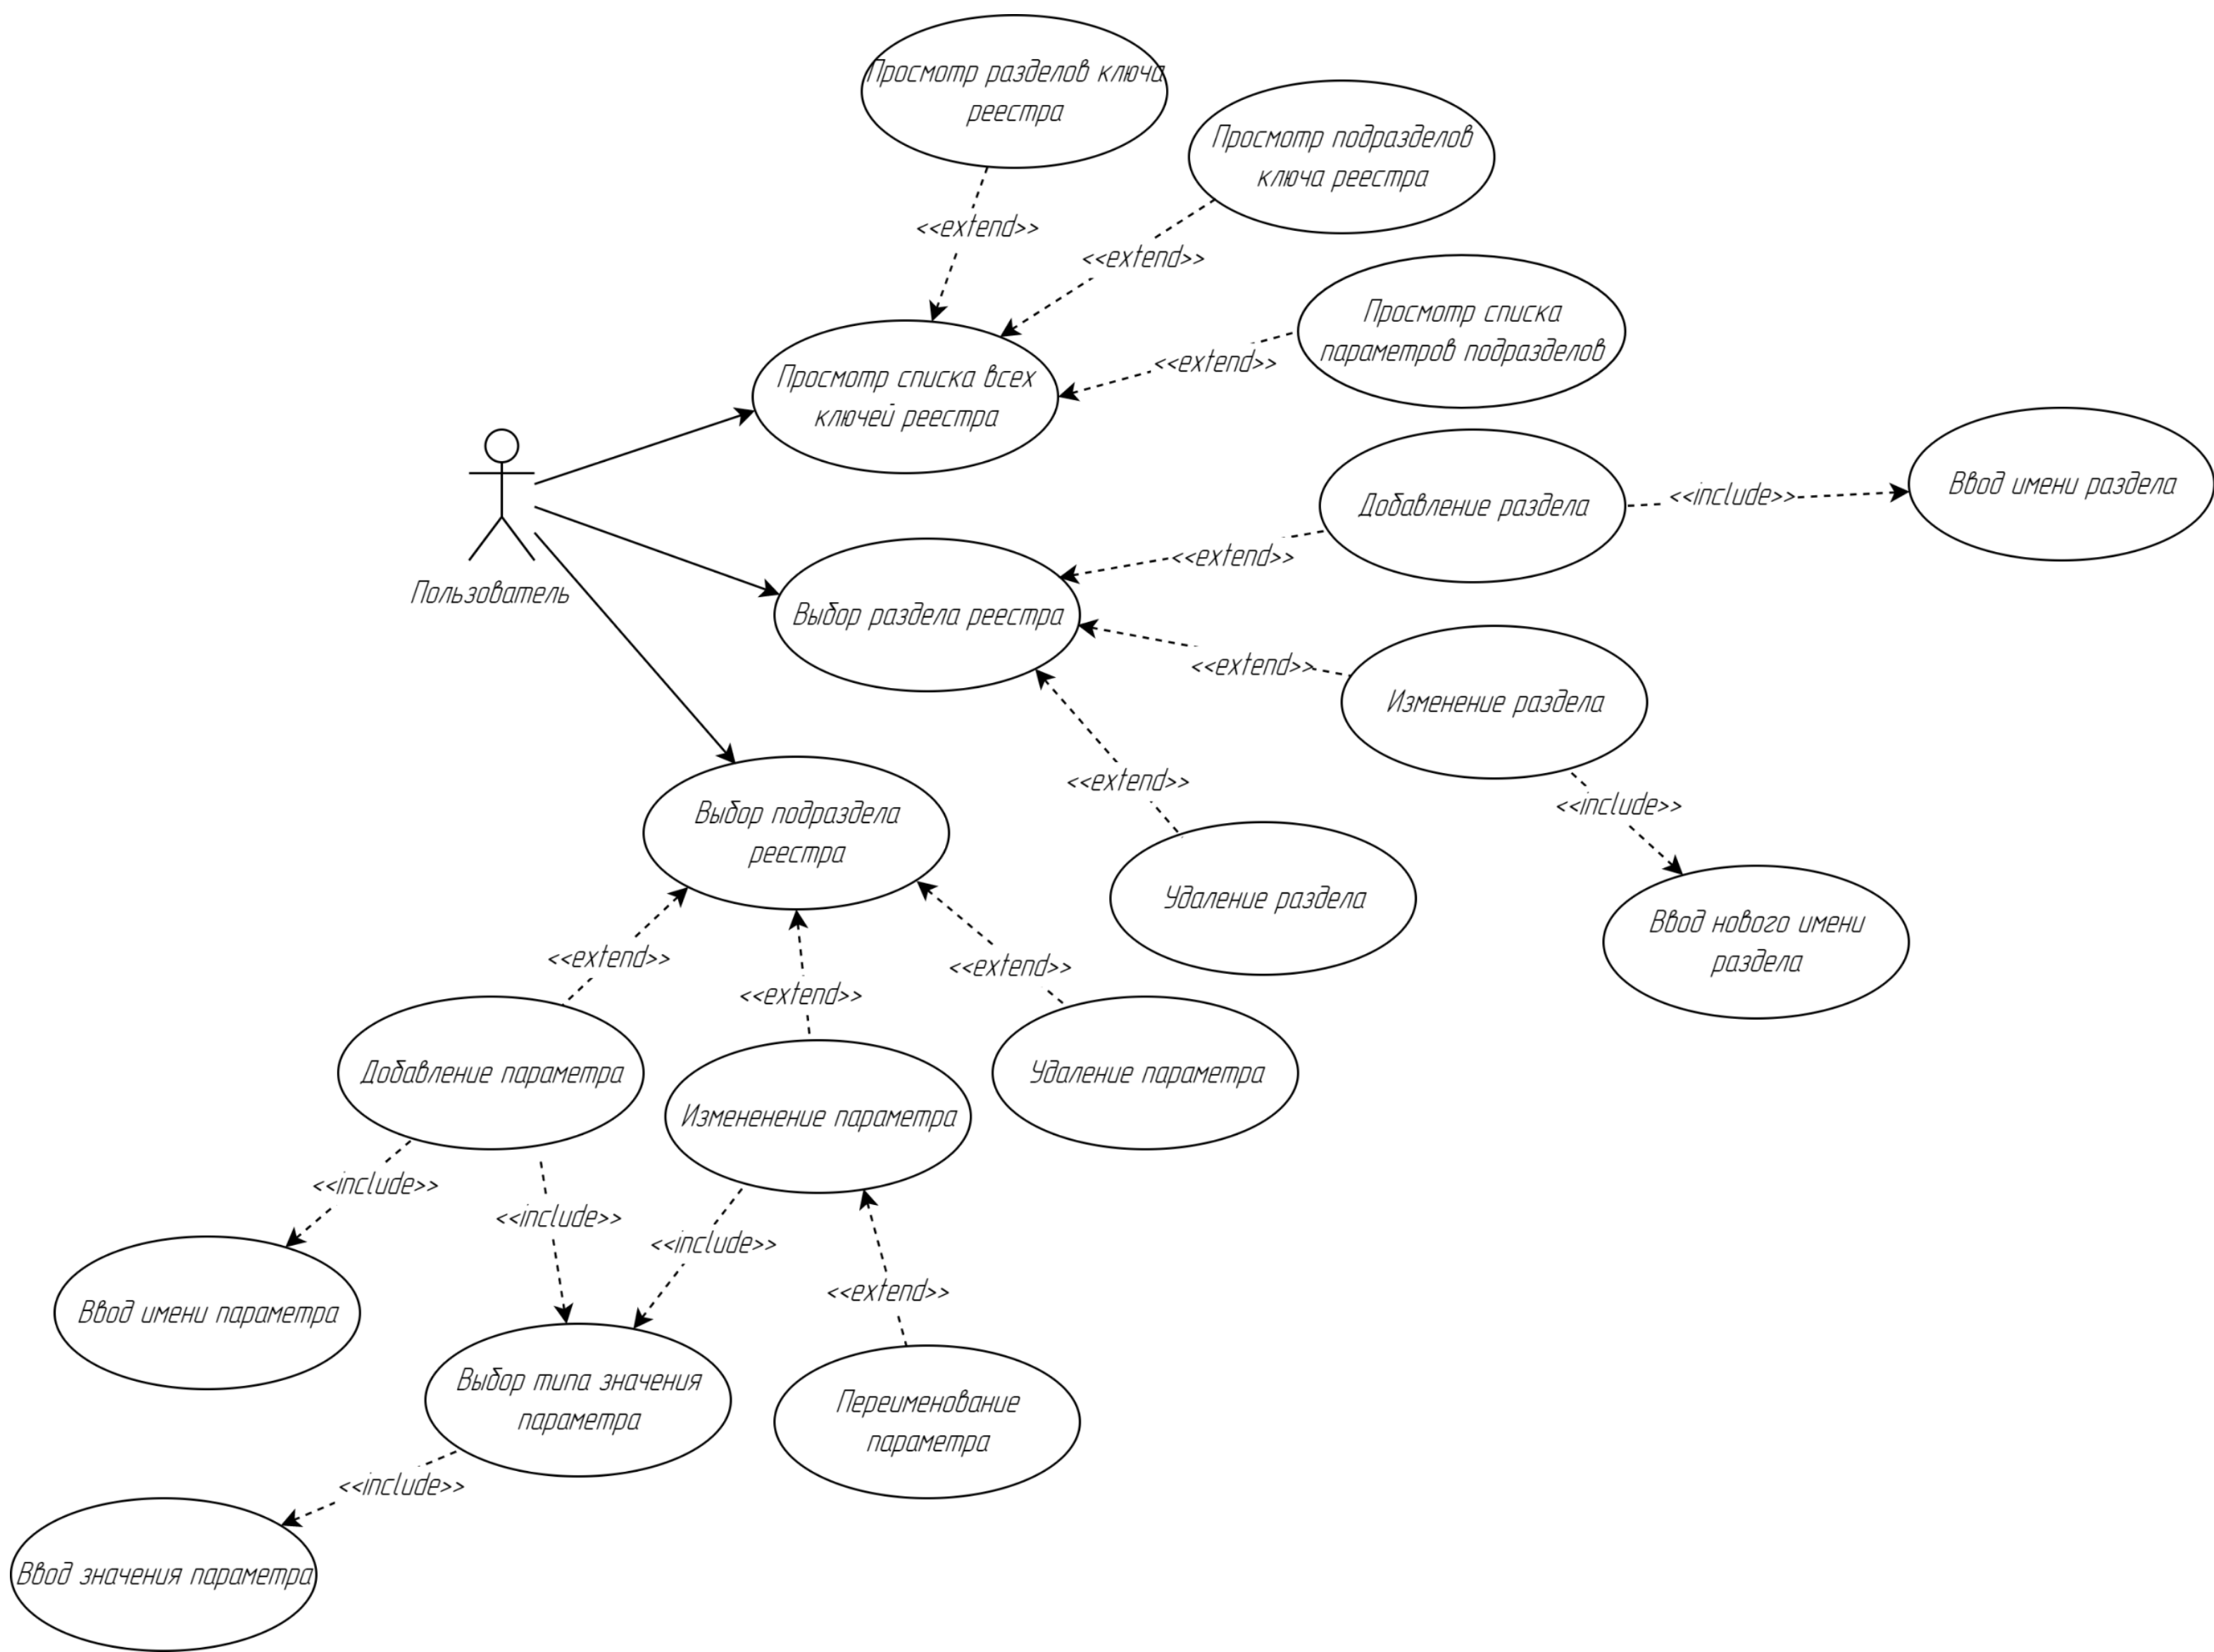 Просмотр разделов ключа
реестра
Просмотр подразделов
ключа реестра
<<extend>>
<<extend>>
Просмотр списка
параметров подразделов
<<extend>>
Просмотр списка всех
ключей реестра
Пользователь
Добавление раздела
<<include>>
Ввод имени раздела
<<extend>>
Выбор раздела реестра
<<extend>>
Изменение раздела
<<extend>>
<<include>>
Выбор подраздела
реестра
Удаление раздела
Ввод нового имени
раздела
<<extend>>
<<extend>>
<<extend>>
Добавление параметра
Измененение параметра
Удаление параметра
<<include>>
<<include>>
<<include>>
<<extend>>
Ввод имени параметра
Выбор типа значения
параметра
Переименование
параметра
<<include>>
Ввод значения параметра